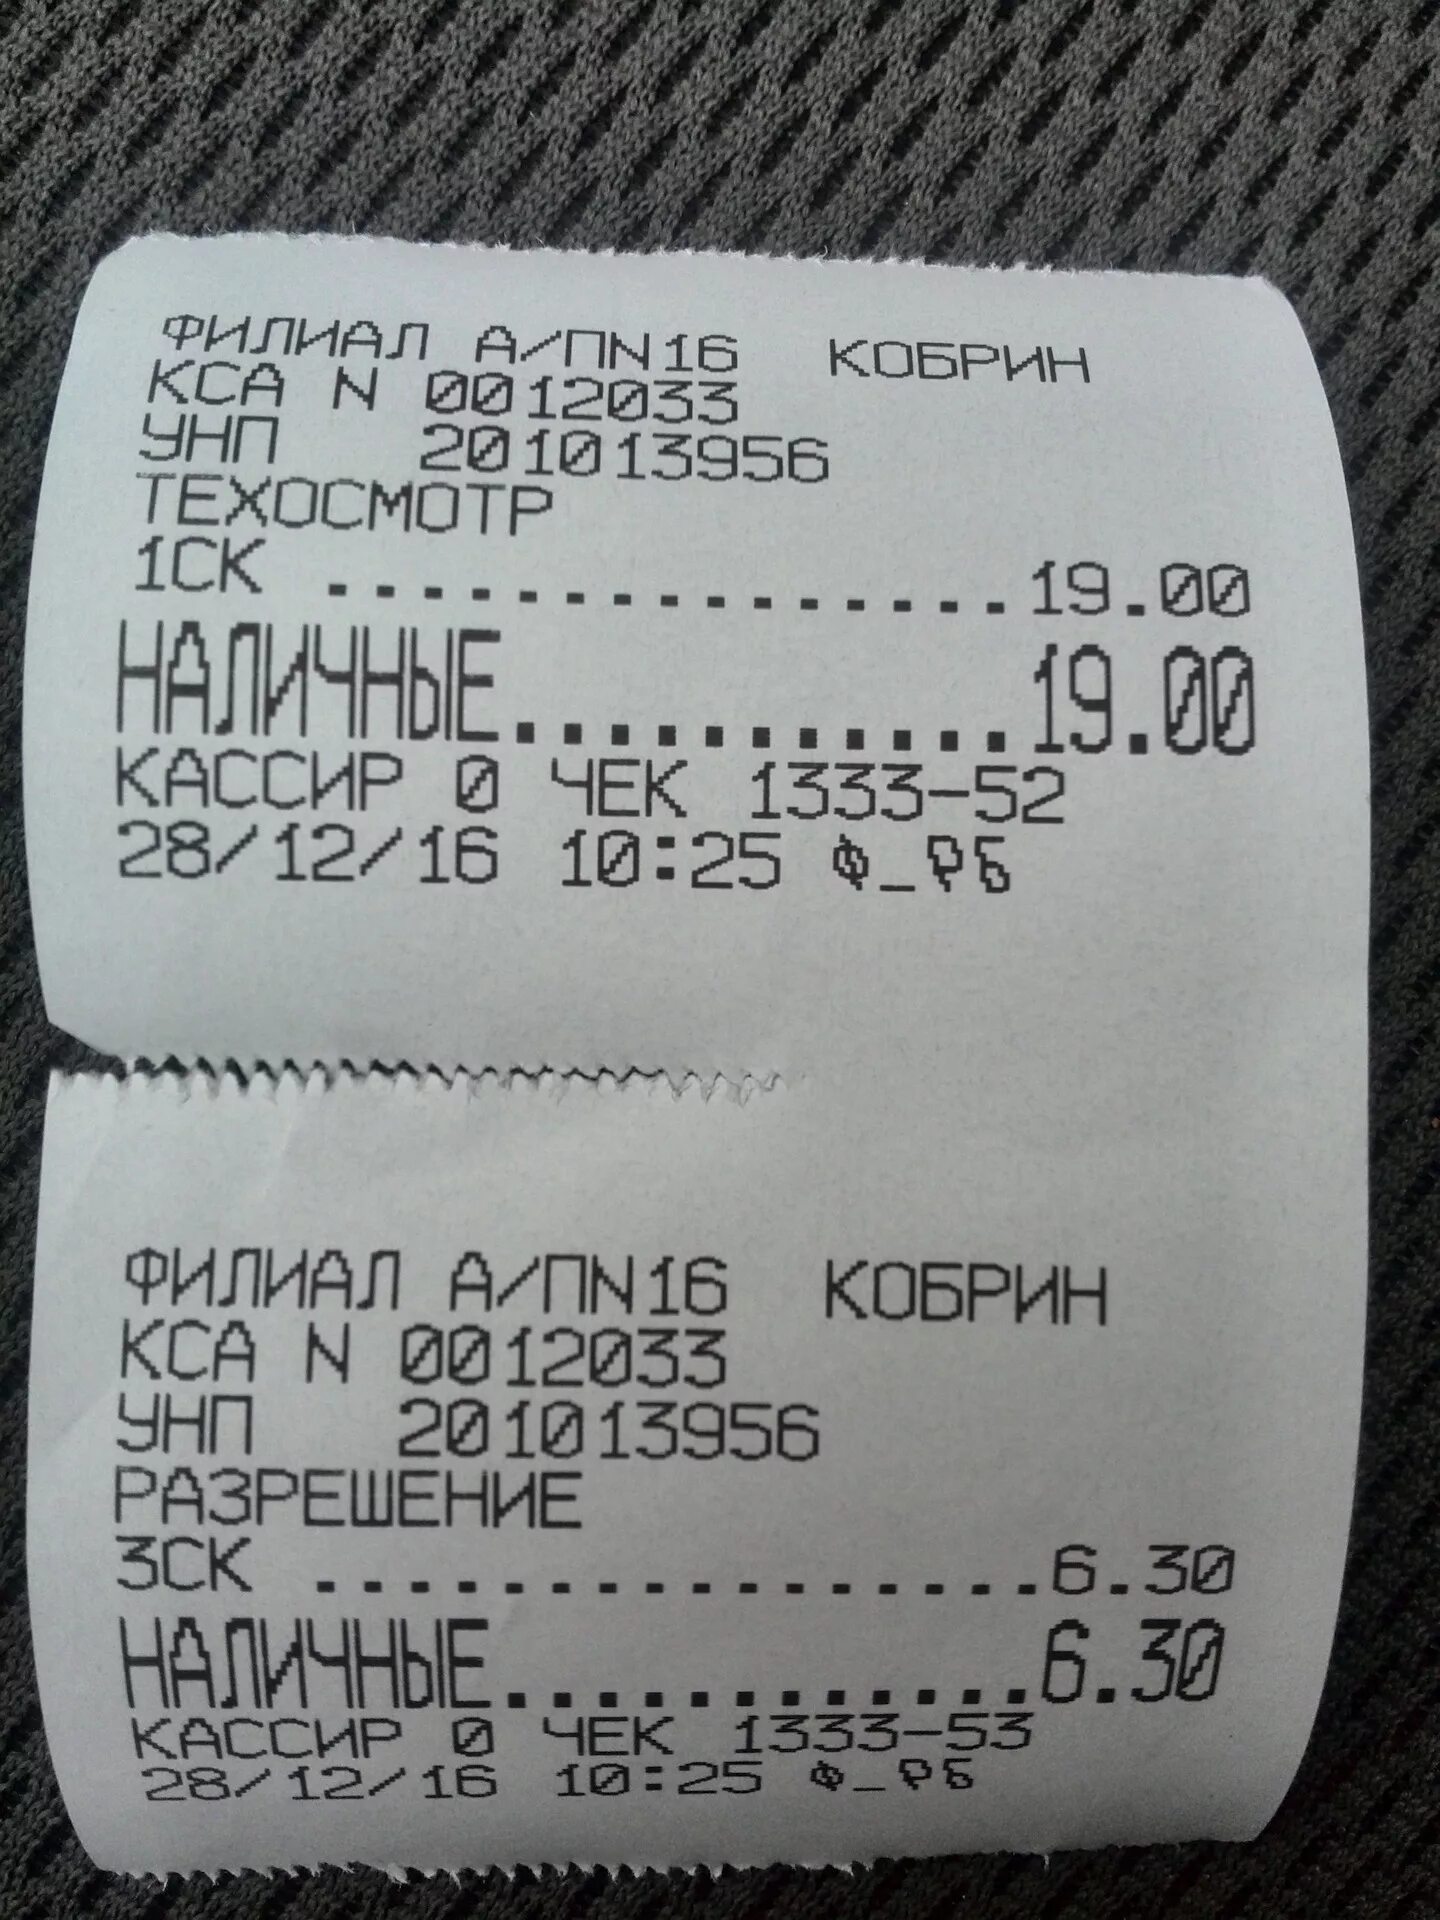 ФИЛИАЛ А/ПN16 КОБРИН
КСА N 0012033
УНП 201013956
ТЕХОСМОТР
1СК ...............19.00
НАЛИЧНЫЕ...........19.00
КАССИР 0 ЧЕК 1333-52
28/12/16 10:25 Ф_РБ
ФИЛИАЛ А/ПN16 КОБРИН
КСА N 0012033
УНП 201013956
РАЗРЕШЕНИЕ
3СК ................6.30
НАЛИЧНЫЕ............6.30
КАССИР 0 ЧЕК 1333-53
28/12/16 10:25 Ф_РБ